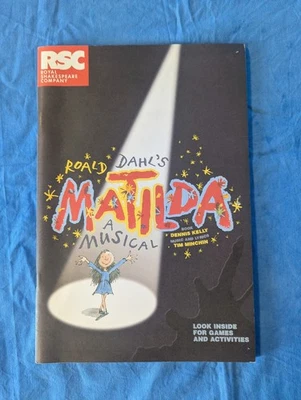 RSC
ROYAL
SHAKESPEARE
COMPANY
ROALD DAHL'S
MATILDA
A
MUSICAL
BOOK
DENNIS KELLY
MUSIC AND LYRICS
TIM MINCHIN
LOOK INSIDE
FOR GAMES
AND ACTIVITIES